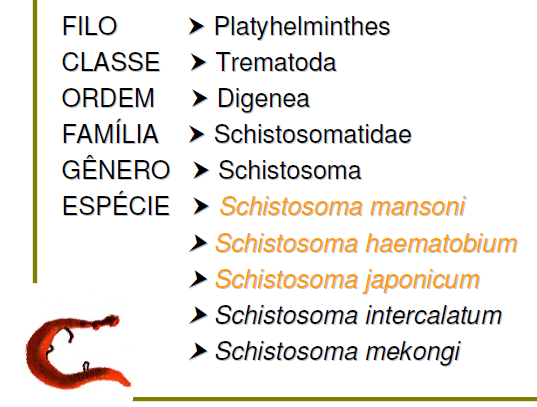 FILO ➤ Platyhelminthes
CLASSE ➤ Trematoda
ORDEM ➤ Digenea
FAMÍLIA ➤ Schistosomatidae
GÊNERO ➤ Schistosoma
ESPÉCIE ➤ Schistosoma mansoni
➤ Schistosoma haematobium
➤ Schistosoma japonicum
➤ Schistosoma intercalatum
➤ Schistosoma mekongi